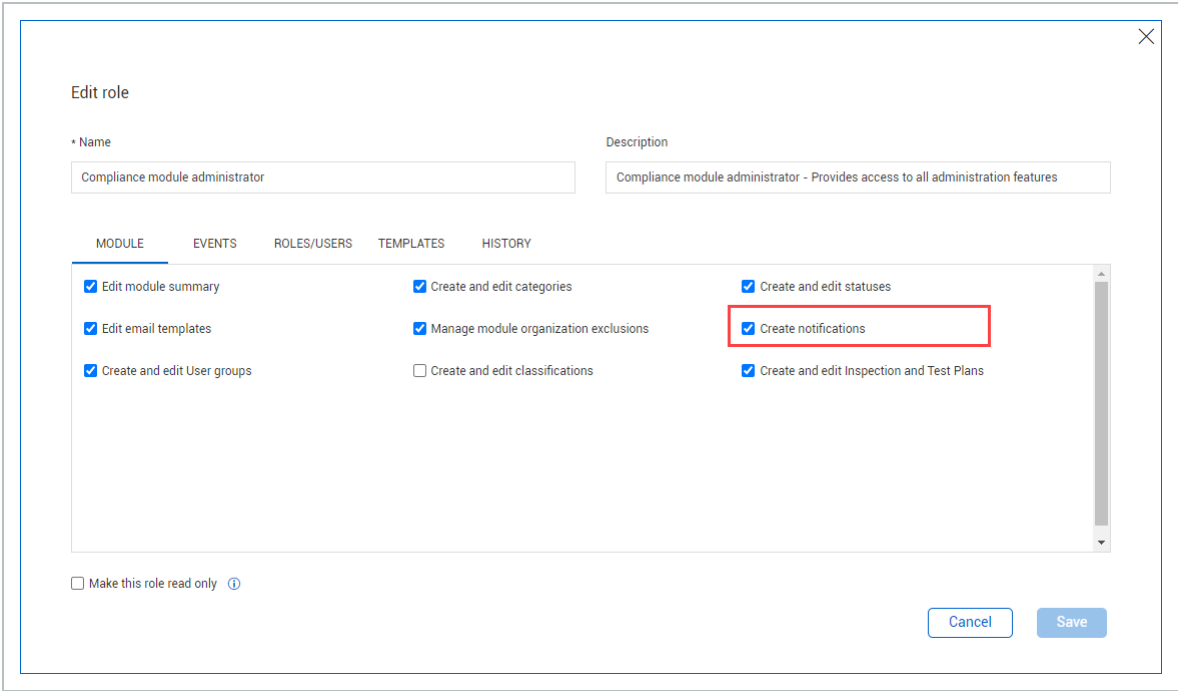 Edit role
* Name Description
Compliance module administrator Compliance module administrator - Provides access to all administration features
MODULE EVENTS ROLES/USERS TEMPLATES HISTORY
Edit module summary Create and edit categories Create and edit statuses
Edit email templates Manage module organization exclusions Create notifications
Create and edit User groups Create and edit classifications Create and edit Inspection and Test Plans
Make this role read only
Cancel Save